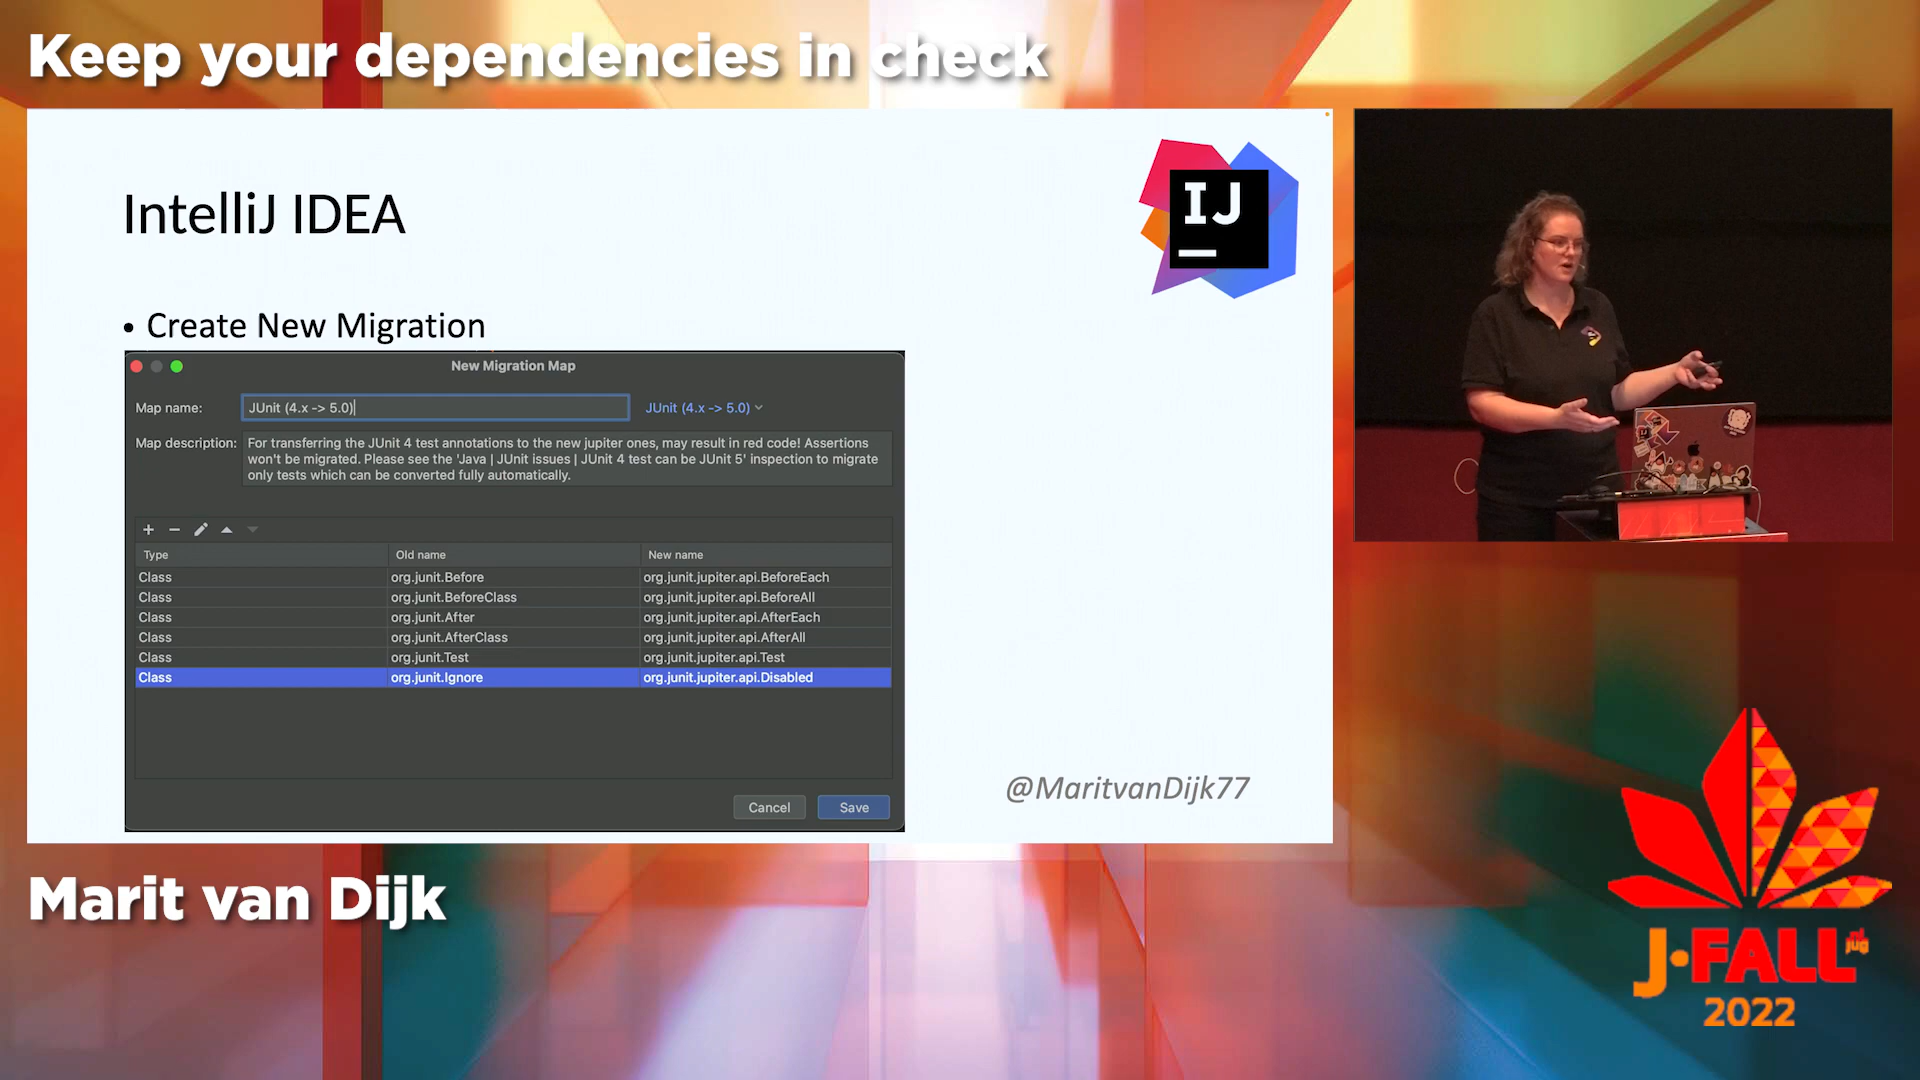 Keep your dependencies in check
IntelliJ IDEA
IJ
• Create New Migration
New Migration Map
Map name:
JUnit (4.x -> 5.0)
JUnit (4.x -> 5.0)
Map description:
For transferring the JUnit 4 test annotations to the new jupiter ones, may result in red code! Assertions
won't be migrated. Please see the 'Java | JUnit issues | JUnit 4 test can be JUnit 5' inspection to migrate
only tests which can be converted fully automatically.
Type Old name New name
Class org.junit.Before org.junit.jupiter.api.BeforeEach
Class org.junit.BeforeClass org.junit.jupiter.api.BeforeAll
Class org.junit.After org.junit.jupiter.api.AfterEach
Class org.junit.AfterClass org.junit.jupiter.api.AfterAll
Class org.junit.Test org.junit.jupiter.api.Test
Class org.junit.Ignore org.junit.jupiter.api.Disabled
Cancel Save
@MaritvanDijk77
Marit van Dijk
J•FALL
nl jug
2022